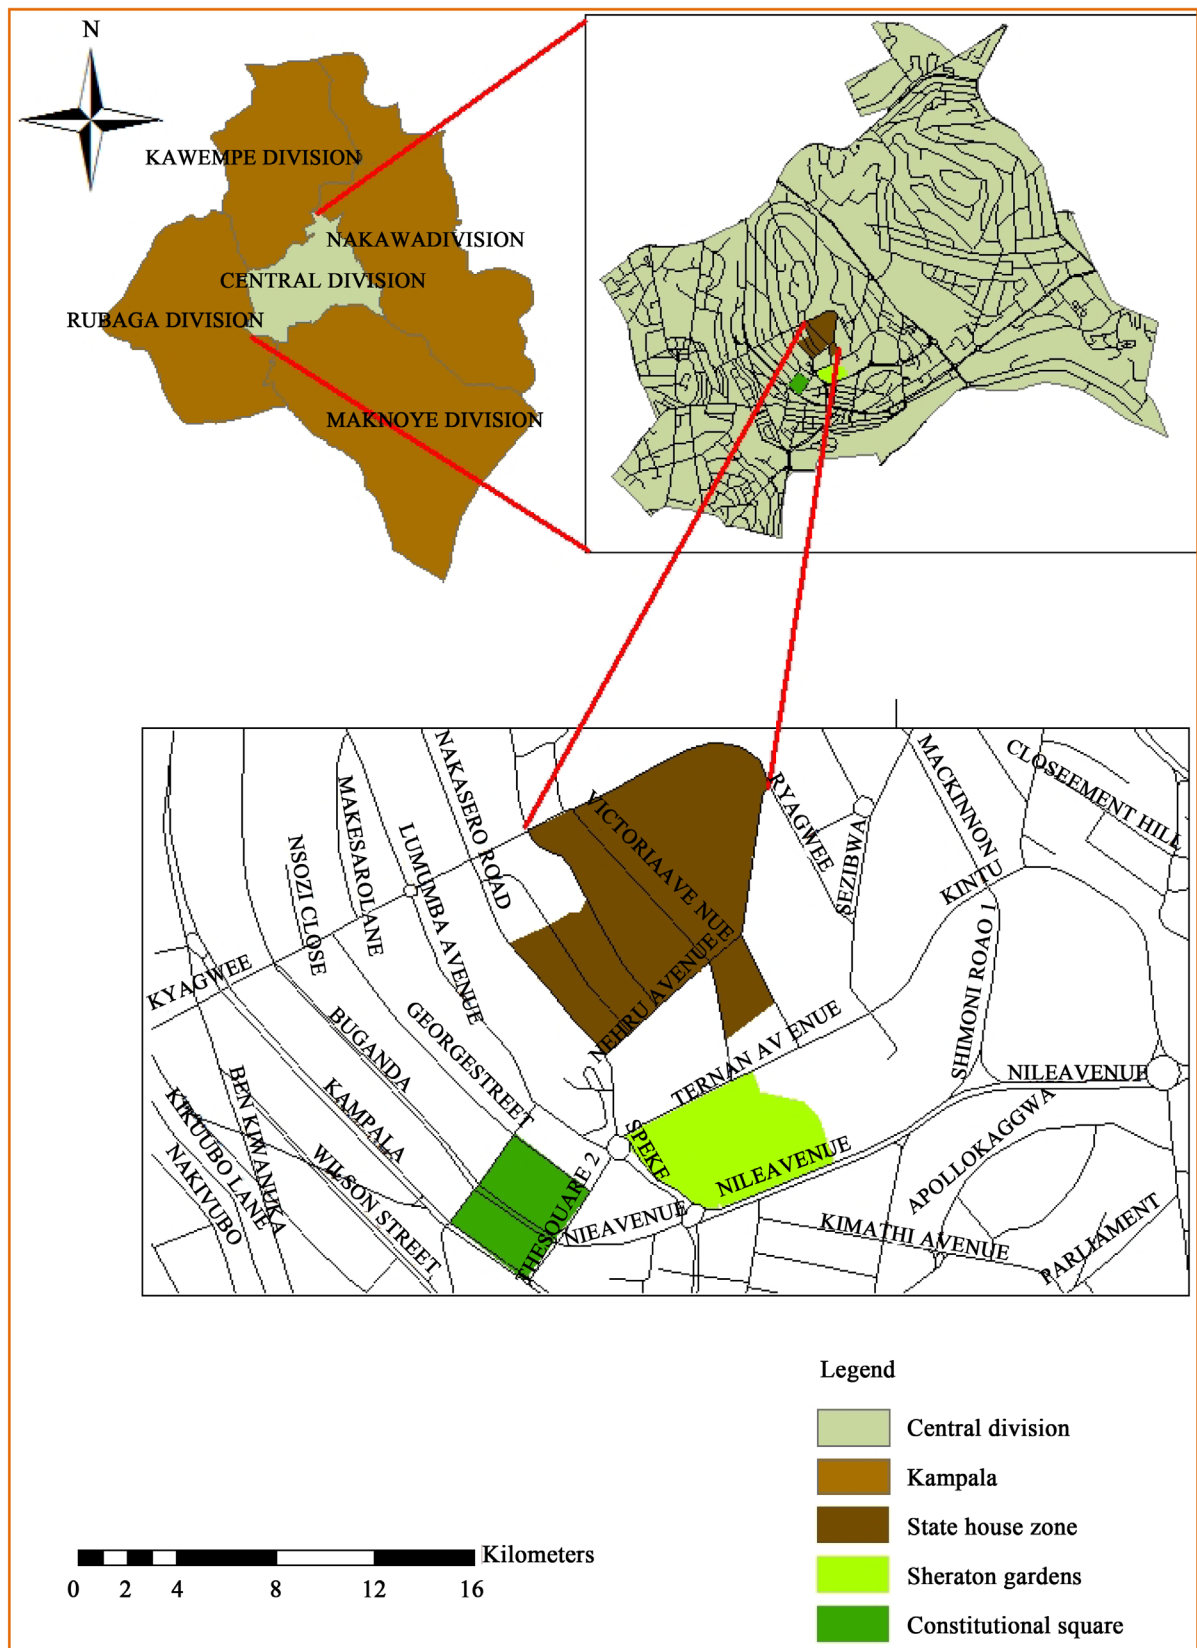 N
KAWEMPE DIVISION
NAKAWADIVISION
CENTRAL DIVISION
RUBAGA DIVISION
MAKNOYE DIVISION
NAKASERO ROAD
MAKESAROLANE
LUMUMBA AVENUE
NSOZI CLOSE
VICTORIAAVE NUE
RYAGWEE
SEZIBWA
MACKINNON
CLOSEEMENT HILL
KINTU
KYAGWEE
NEHRU AVENUE
GEORGESTREET
BUGANDA
KAMPALA
TERNAN AV ENUE
SHIMONI ROAO 1
NILEAVENUE
BEN KIWANUKA
KIKUUBO LANE
NAKIVUBO
WILSON STREET
SPEKE
THESQUARE 2
NILEAVENUE
NIEAVENUE
APOLLOKAGGWA
KIMATHI AVENUE
PARLIAMENT
Legend
Central division
Kampala
State house zone
Sheraton gardens
Constitutional square
Kilometers
0 2 4 8 12 16